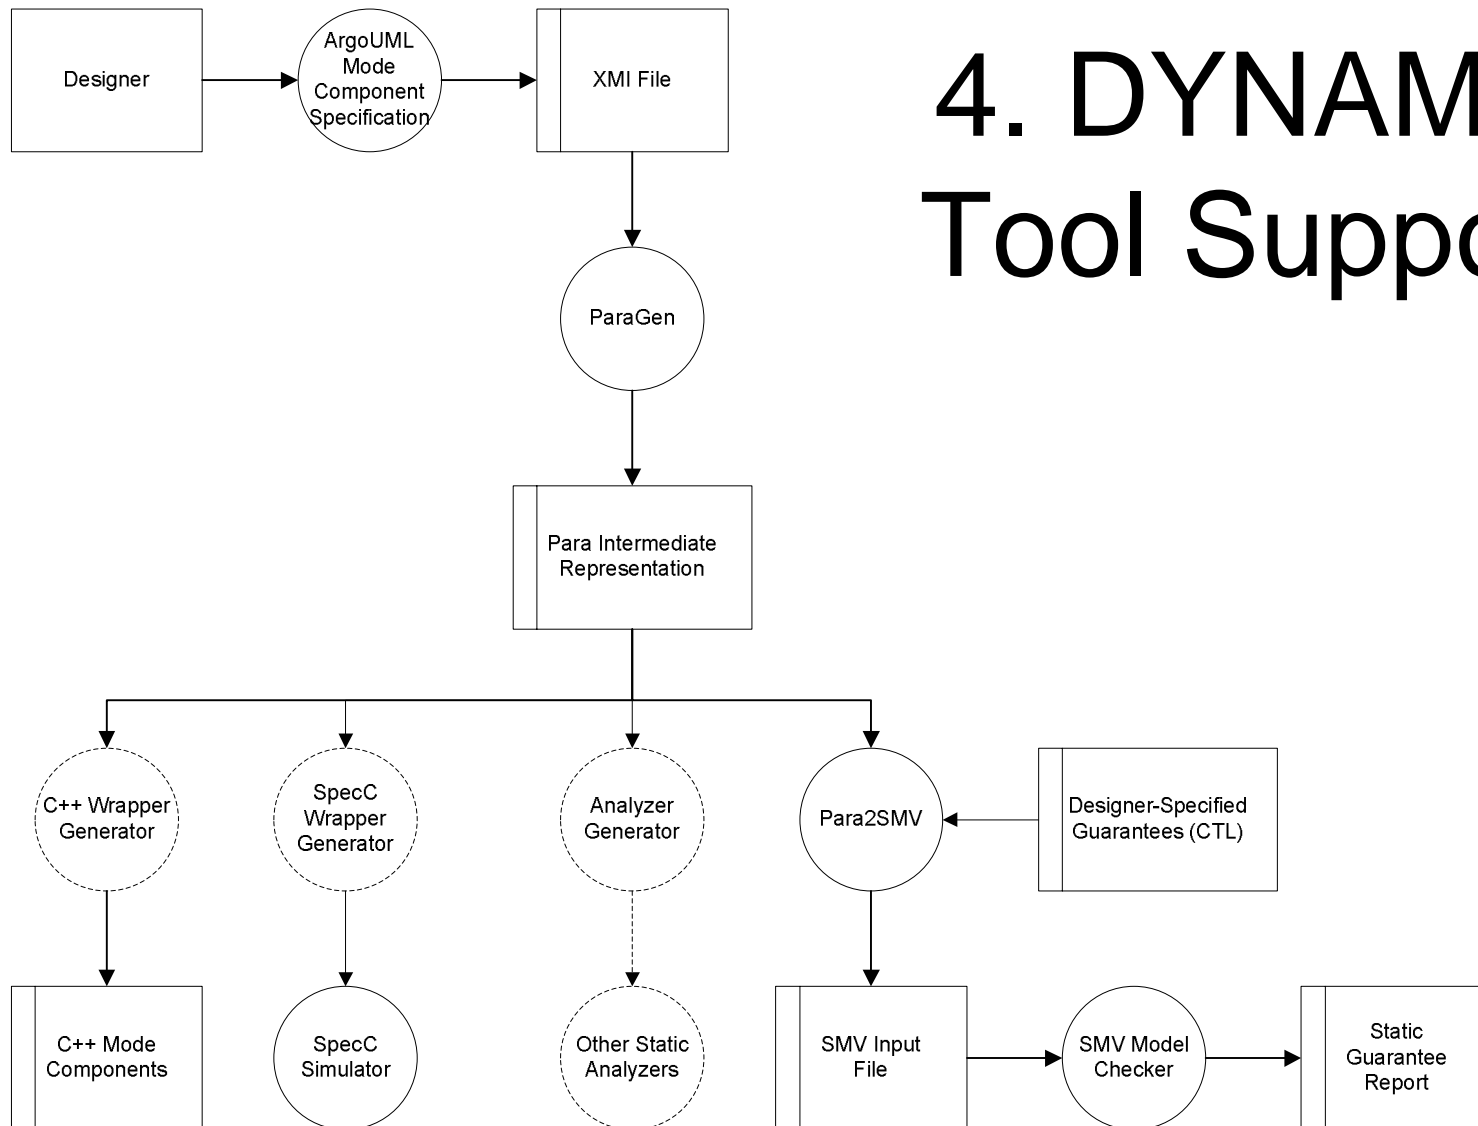 Designer
ArgoUML
Mode
Component
Specification
XMI File
4. DYNAM
Tool Suppo
ParaGen
Para Intermediate
Representation
C++ Wrapper
Generator
SpecC
Wrapper
Generator
Analyzer
Generator
Para2SMV
Designer-Specified
Guarantees (CTL)
C++ Mode
Components
SpecC
Simulator
Other Static
Analyzers
SMV Input
File
SMV Model
Checker
Static
Guarantee
Report